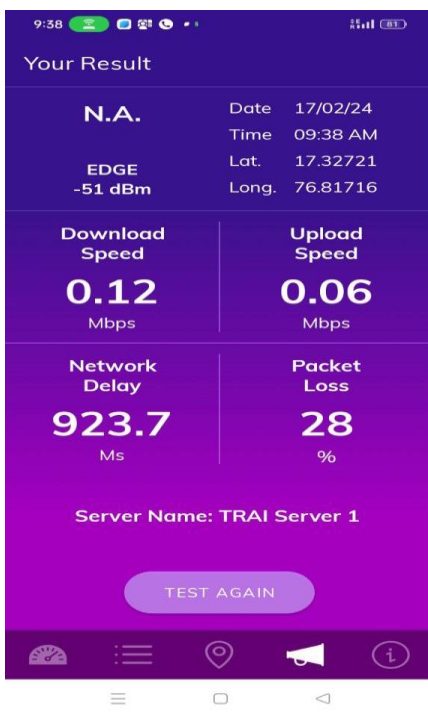 9:38
81
Your Result
N.A.
EDGE
-51 dBm
Date 17/02/24
Time 09:38 AM
Lat. 17.32721
Long. 76.81716
Download
Speed
0.12
Mbps
Upload
Speed
0.06
Mbps
Network
Delay
923.7
Ms
Packet
Loss
28
%
Server Name: TRAI Server 1
TEST AGAIN